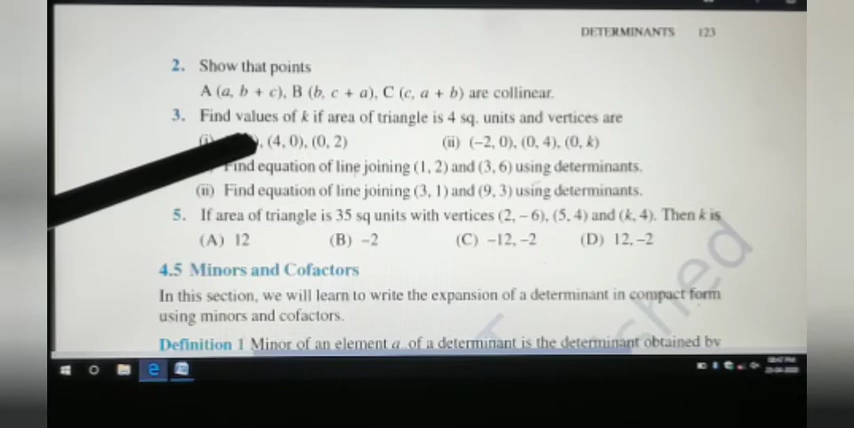 DETERMINANTS 123
2. Show that points
A (a, b + c), B (b, c + a), C (c, a + b) are collinear.
3. Find values of k if area of triangle is 4 sq. units and vertices are
(i) , (4, 0), (0, 2) (ii) (−2, 0), (0, 4), (0, k)
Find equation of line joining (1, 2) and (3, 6) using determinants.
(ii) Find equation of line joining (3, 1) and (9, 3) using determinants.
5. If area of triangle is 35 sq units with vertices (2, − 6), (5, 4) and (k, 4). Then k is
(A) 12 (B) −2 (C) −12, −2 (D) 12, −2
4.5 Minors and Cofactors
In this section, we will learn to write the expansion of a determinant in compact form
using minors and cofactors.
Definition 1 Minor of an element a of a determinant is the determinant obtained by